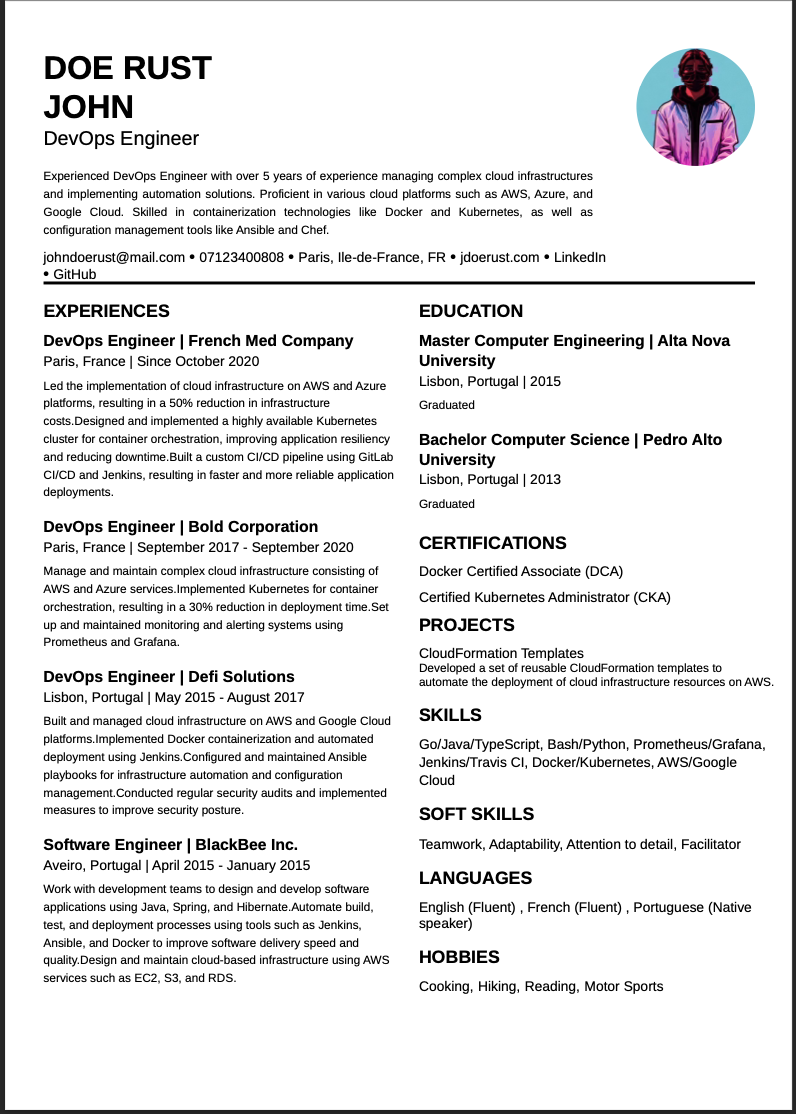 DOE RUST
JOHN
DevOps Engineer
Experienced DevOps Engineer with over 5 years of experience managing complex cloud infrastructures
and implementing automation solutions. Proficient in various cloud platforms such as AWS, Azure, and
Google Cloud. Skilled in containerization technologies like Docker and Kubernetes, as well as
configuration management tools like Ansible and Chef.
johndoerust@mail.com • 07123400808 • Paris, Ile-de-France, FR • jdoerust.com • LinkedIn
• GitHub
EXPERIENCES
DevOps Engineer | French Med Company
Paris, France | Since October 2020
Led the implementation of cloud infrastructure on AWS and Azure
platforms, resulting in a 50% reduction in infrastructure
costs.Designed and implemented a highly available Kubernetes
cluster for container orchestration, improving application resiliency
and reducing downtime.Built a custom CI/CD pipeline using GitLab
CI/CD and Jenkins, resulting in faster and more reliable application
deployments.
DevOps Engineer | Bold Corporation
Paris, France | September 2017 - September 2020
Manage and maintain complex cloud infrastructure consisting of
AWS and Azure services.Implemented Kubernetes for container
orchestration, resulting in a 30% reduction in deployment time.Set
up and maintained monitoring and alerting systems using
Prometheus and Grafana.
DevOps Engineer | Defi Solutions
Lisbon, Portugal | May 2015 - August 2017
Built and managed cloud infrastructure on AWS and Google Cloud
platforms.Implemented Docker containerization and automated
deployment using Jenkins.Configured and maintained Ansible
playbooks for infrastructure automation and configuration
management.Conducted regular security audits and implemented
measures to improve security posture.
Software Engineer | BlackBee Inc.
Aveiro, Portugal | April 2015 - January 2015
Work with development teams to design and develop software
applications using Java, Spring, and Hibernate.Automate build,
test, and deployment processes using tools such as Jenkins,
Ansible, and Docker to improve software delivery speed and
quality.Design and maintain cloud-based infrastructure using AWS
services such as EC2, S3, and RDS.
EDUCATION
Master Computer Engineering | Alta Nova
University
Lisbon, Portugal | 2015
Graduated
Bachelor Computer Science | Pedro Alto
University
Lisbon, Portugal | 2013
Graduated
CERTIFICATIONS
Docker Certified Associate (DCA)
Certified Kubernetes Administrator (CKA)
PROJECTS
CloudFormation Templates
Developed a set of reusable CloudFormation templates to
automate the deployment of cloud infrastructure resources on AWS.
SKILLS
Go/Java/TypeScript, Bash/Python, Prometheus/Grafana,
Jenkins/Travis CI, Docker/Kubernetes, AWS/Google
Cloud
SOFT SKILLS
Teamwork, Adaptability, Attention to detail, Facilitator
LANGUAGES
English (Fluent) , French (Fluent) , Portuguese (Native
speaker)
HOBBIES
Cooking, Hiking, Reading, Motor Sports